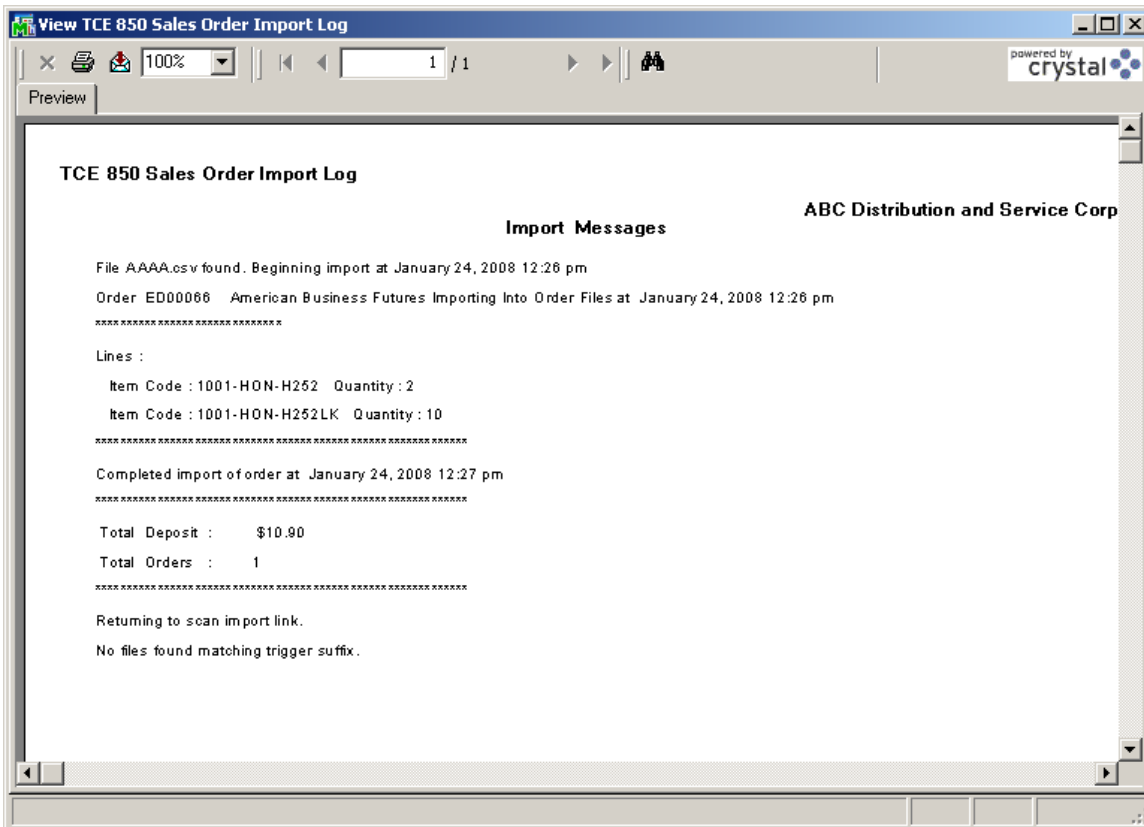 View TCE 850 Sales Order Import Log
100% 1 / 1 powered by crystal
Preview
TCE 850 Sales Order Import Log
ABC Distribution and Service Corp
Import Messages
File AAAA.csv found. Beginning import at January 24, 2008 12:26 pm
Order ED00066 American Business Futures Importing Into Order Files at January 24, 2008 12:26 pm
******************************
Lines :
Item Code : 1001-HON-H252 Quantity : 2
Item Code : 1001-HON-H252LK Quantity : 10
************************************************************
Completed import of order at January 24, 2008 12:27 pm
************************************************************
Total Deposit : $10.90
Total Orders : 1
************************************************************
Returning to scan import link.
No files found matching trigger suffix.